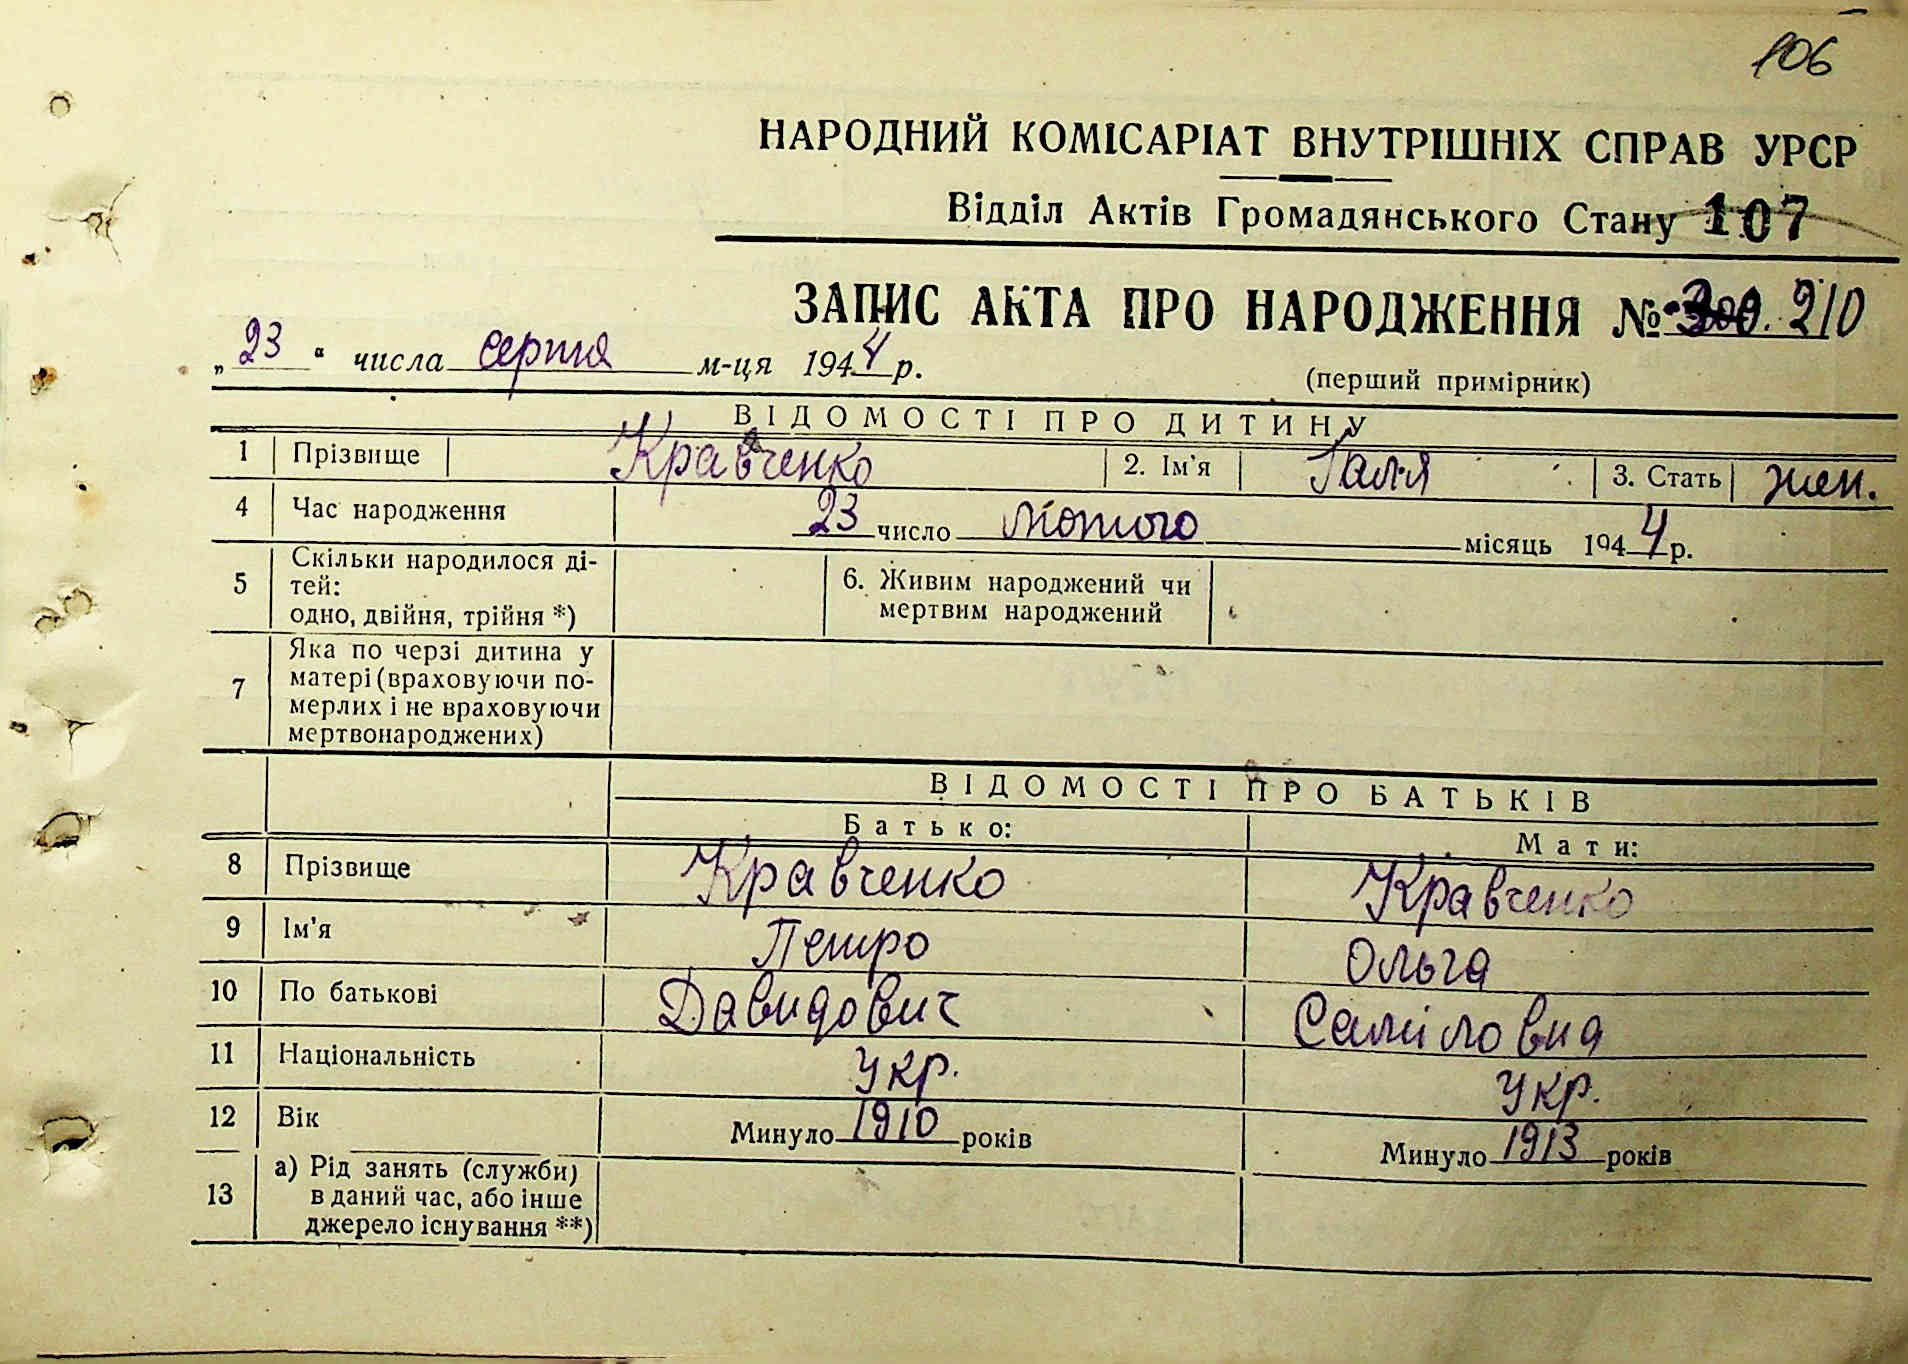 106
НАРОДНИЙ КОМІСАРІАТ ВНУТРІШНІХ СПРАВ УРСР
Відділ Актів Громадянського Стану 107
ЗАПИС АКТА ПРО НАРОДЖЕННЯ № 210
„23“ числа серпня м-ця 1944 р.
(перший примірник)
ВІДОМОСТІ ПРО ДИТИНУ
1 Прізвище Кравченко 2. Ім'я Галя 3. Стать жен.
4 Час народження 23 число лютого місяць 1944 р.
5 Скільки народилося ді-
тей:
одно, двійня, трійня *)
6. Живим народжений чи
мертвим народжений
7 Яка по черзі дитина у
матері (враховуючи по-
мерлих і не враховуючи
мертвонароджених)
ВІДОМОСТІ ПРО БАТЬКІВ
Батько: Мати:
8 Прізвище Кравченко Кравченко
9 Ім'я Петро Ольга
10 По батькові Давидович
11 Національність укр. укр.
12 Вік Минуло 1910 років Минуло 1913 років
13 а) Рід занять (служби)
в даний час, або інше
джерело існування **)